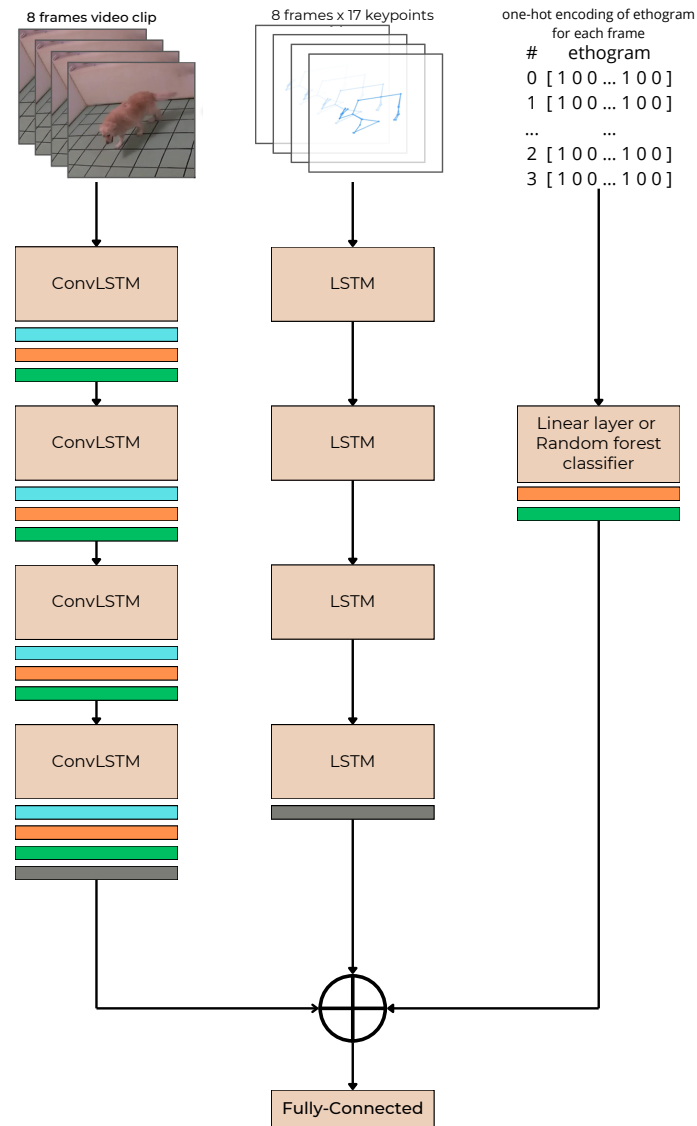 8 frames video clip
8 frames x 17 keypoints
one-hot encoding of ethogram
for each frame
# ethogram
0 [ 1 0 0 ... 1 0 0 ]
1 [ 1 0 0 ... 1 0 0 ]
... ...
2 [ 1 0 0 ... 1 0 0 ]
3 [ 1 0 0 ... 1 0 0 ]
ConvLSTM
LSTM
ConvLSTM
LSTM
Linear layer or
Random forest
classifier
ConvLSTM
LSTM
ConvLSTM
LSTM
Fully-Connected